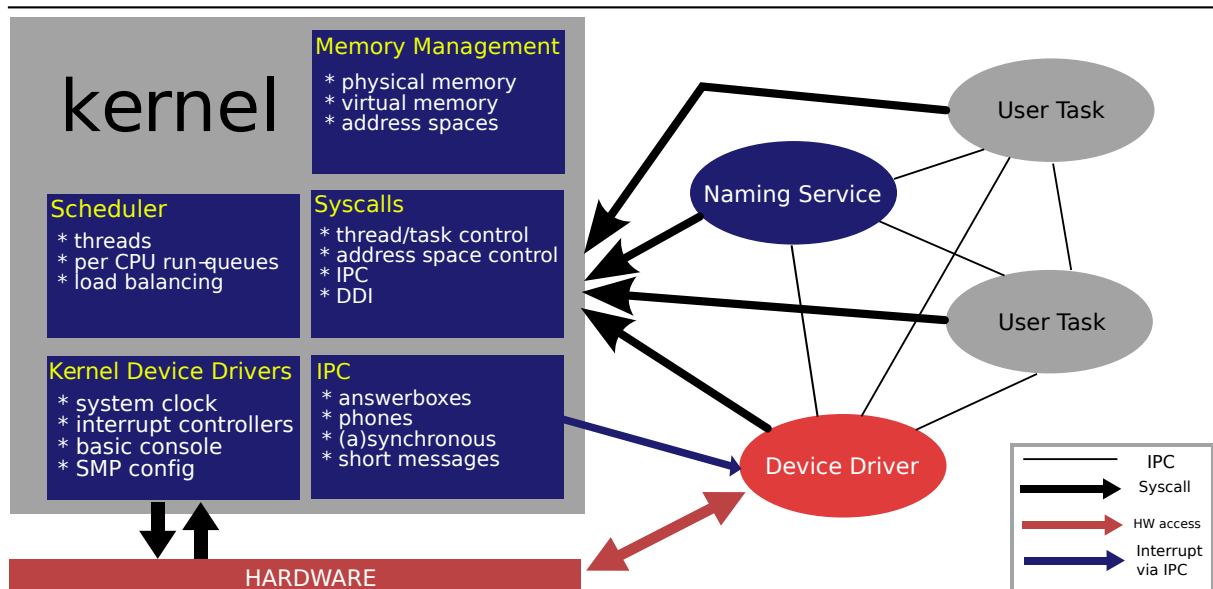 kernel
Memory Management
* physical memory
* virtual memory
* address spaces
Scheduler
* threads
* per CPU run-queues
* load balancing
Syscalls
* thread/task control
* address space control
* IPC
* DDI
Kernel Device Drivers
* system clock
* interrupt controllers
* basic console
* SMP config
IPC
* answerboxes
* phones
* (a)synchronous
* short messages
HARDWARE
User Task
Naming Service
User Task
Device Driver
IPC
Syscall
HW access
Interrupt
via IPC